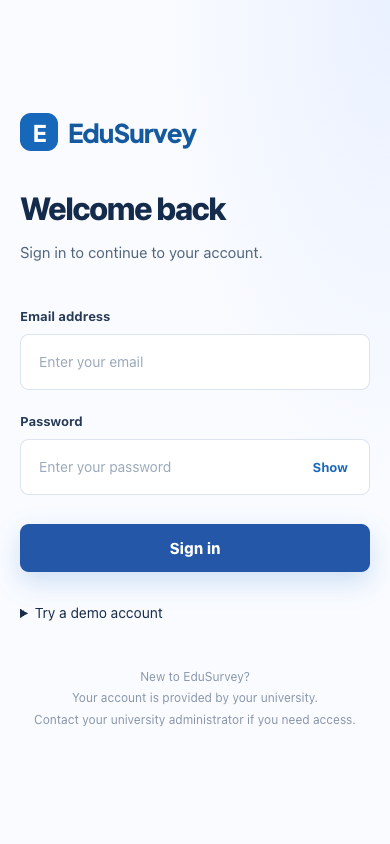 E EduSurvey
Welcome back
Sign in to continue to your account.
Email address
Enter your email
Password
Enter your password Show
Sign in
Try a demo account
New to EduSurvey?
Your account is provided by your university.
Contact your university administrator if you need access.